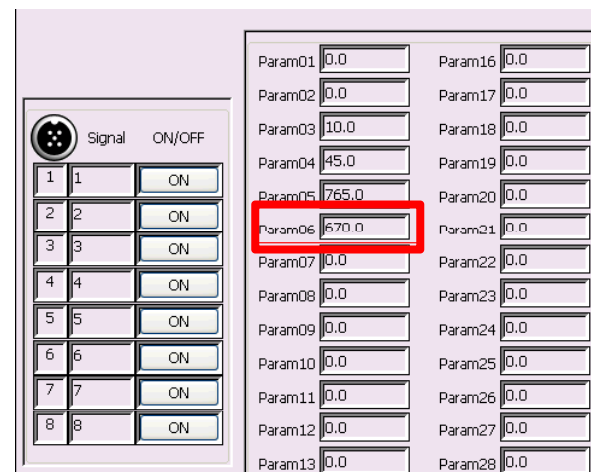 Signal ON/OFF
1 1 ON
2 2 ON
3 3 ON
4 4 ON
5 5 ON
6 6 ON
7 7 ON
8 8 ON
Param01 0.0 Param16 0.0
Param02 0.0 Param17 0.0
Param03 10.0 Param18 0.0
Param04 45.0 Param19 0.0
Param05 765.0 Param20 0.0
Param06 670.0 Param21 0.0
Param07 0.0 Param22 0.0
Param08 0.0 Param23 0.0
Param09 0.0 Param24 0.0
Param10 0.0 Param25 0.0
Param11 0.0 Param26 0.0
Param12 0.0 Param27 0.0
Param13 0.0 Param28 0.0